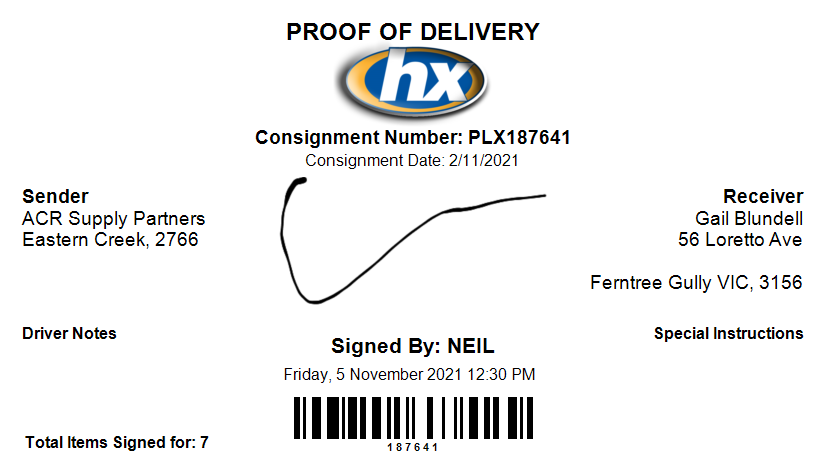 PROOF OF DELIVERY
hx
Consignment Number: PLX187641
Consignment Date: 2/11/2021
Sender
ACR Supply Partners
Eastern Creek, 2766
Receiver
Gail Blundell
56 Loretto Ave
Ferntree Gully VIC, 3156
Driver Notes
Special Instructions
Signed By: NEIL
Friday, 5 November 2021 12:30 PM
187641
Total Items Signed for: 7